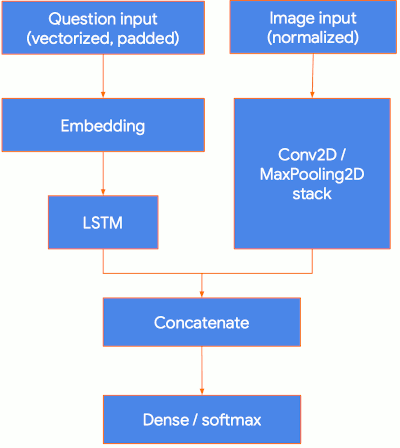 Question input
(vectorized, padded)
Image input
(normalized)
Embedding
Conv2D /
MaxPooling2D
stack
LSTM
Concatenate
Dense / softmax